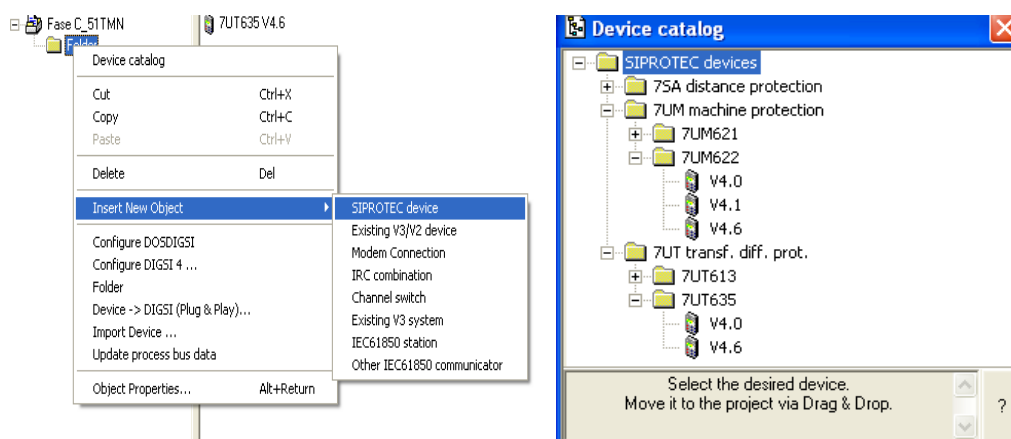 Fase C_51TMN
Folder
7UT635 V4.6
Device catalog
Cut Ctrl+X
Copy Ctrl+C
Paste Ctrl+V
Delete Del
Insert New Object
Configure DOSDIGSI
Configure DIGSI 4 ...
Folder
Device -> DIGSI (Plug & Play)...
Import Device ...
Update process bus data
Object Properties... Alt+Return
SIPROTEC device
Existing V3/V2 device
Modem Connection
IRC combination
Channel switch
Existing V3 system
IEC61850 station
Other IEC61850 communicator
Device catalog
SIPROTEC devices
7SA distance protection
7UM machine protection
7UM621
7UM622
V4.0
V4.1
V4.6
7UT transf. diff. prot.
7UT613
7UT635
V4.0
V4.6
Select the desired device.
Move it to the project via Drag & Drop.
?